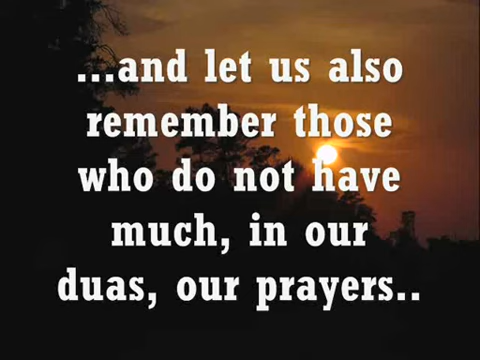 ...and let us also
remember those
who do not have
much, in our
duas, our prayers..